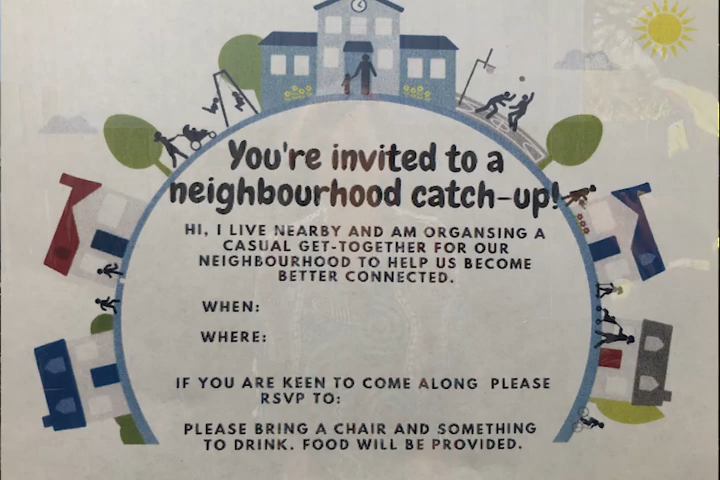 You're invited to a
neighbourhood catch-up!
HI, I LIVE NEARBY AND AM ORGANSING A
CASUAL GET-TOGETHER FOR OUR
NEIGHBOURHOOD TO HELP US BECOME
BETTER CONNECTED.
WHEN:
WHERE:
IF YOU ARE KEEN TO COME ALONG PLEASE
RSVP TO:
PLEASE BRING A CHAIR AND SOMETHING
TO DRINK. FOOD WILL BE PROVIDED.